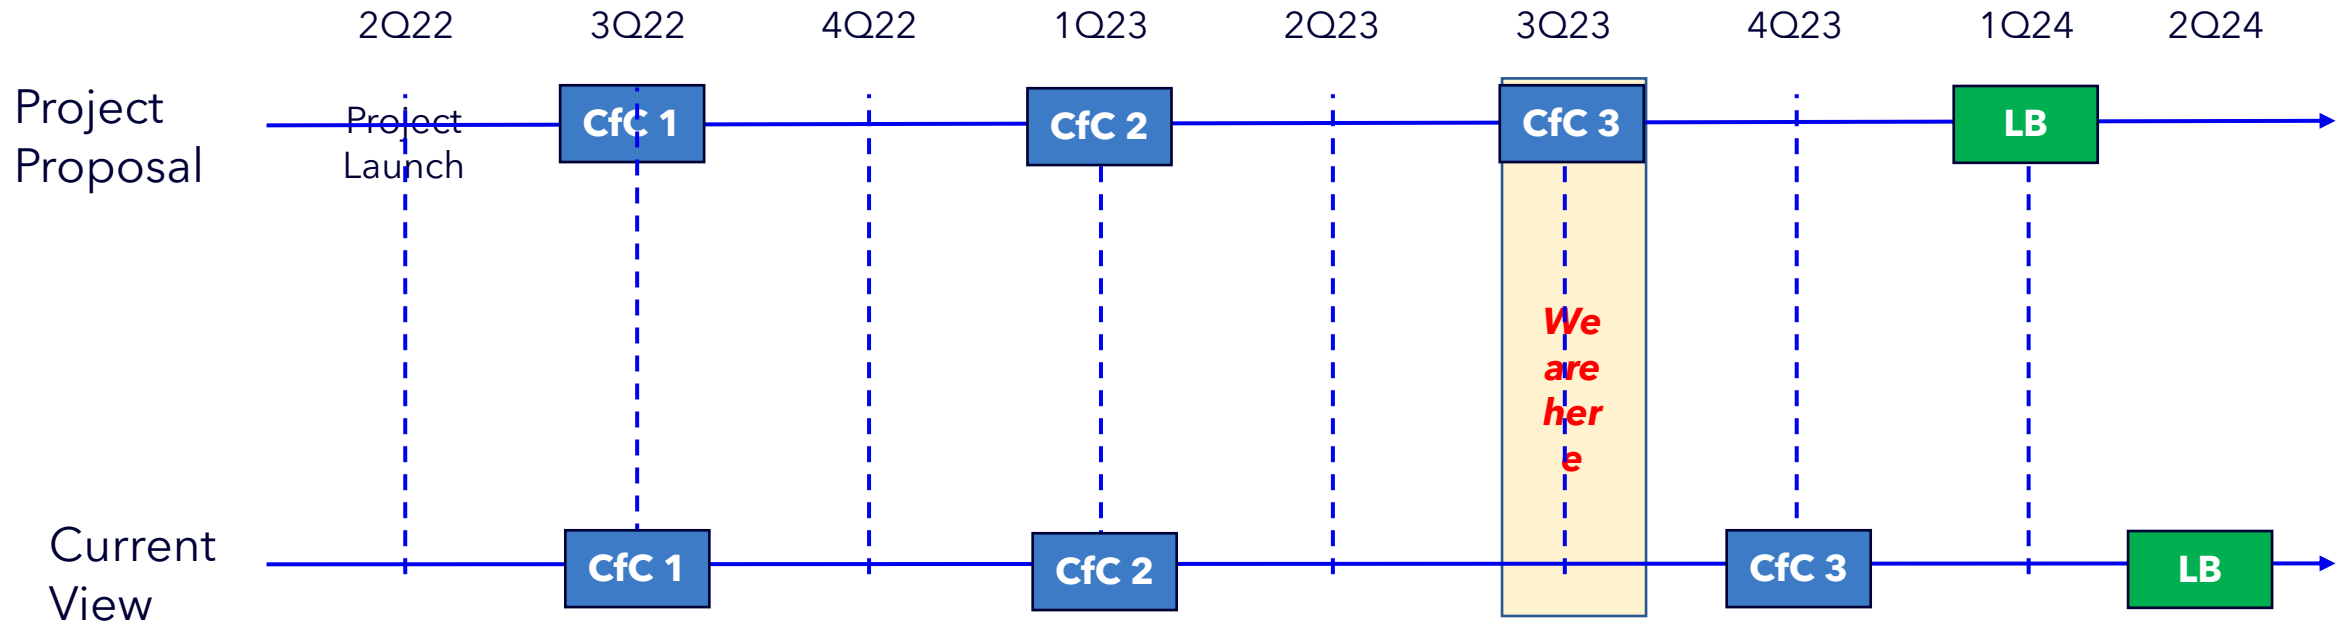 2Q22 3Q22 4Q22 1Q23 2Q23 3Q23 4Q23 1Q24 2Q24
Project
Proposal
Project
Launch
CfC 1 CfC 2 CfC 3 LB
We
are
her
e
Current
View
CfC 1 CfC 2 CfC 3 LB